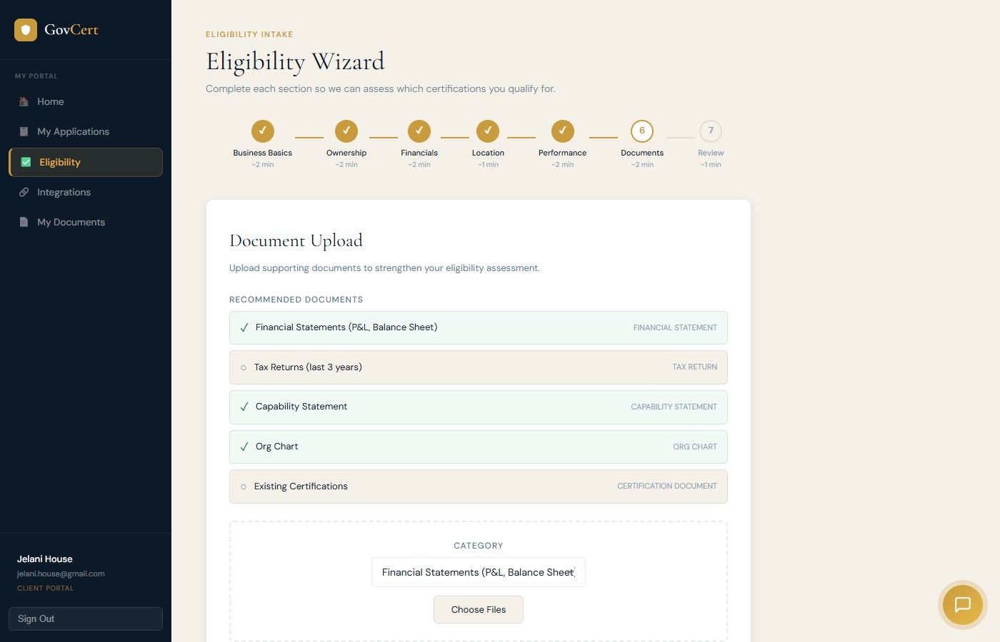 GovCert
MY PORTAL
Home
My Applications
Eligibility
Integrations
My Documents
Jelani House
jelani.house@gmail.com
CLIENT PORTAL
Sign Out
ELIGIBILITY INTAKE
Eligibility Wizard
Complete each section so we can assess which certifications you qualify for.
Business Basics
~2 min
Ownership
~2 min
Financials
~2 min
Location
~1 min
Performance
~2 min
6
Documents
~2 min
7
Review
~1 min
Document Upload
Upload supporting documents to strengthen your eligibility assessment.
RECOMMENDED DOCUMENTS
✓ Financial Statements (P&L, Balance Sheet) FINANCIAL STATEMENT
○ Tax Returns (last 3 years) TAX RETURN
✓ Capability Statement CAPABILITY STATEMENT
✓ Org Chart ORG CHART
○ Existing Certifications CERTIFICATION DOCUMENT
CATEGORY
Financial Statements (P&L, Balance Sheet)
Choose Files